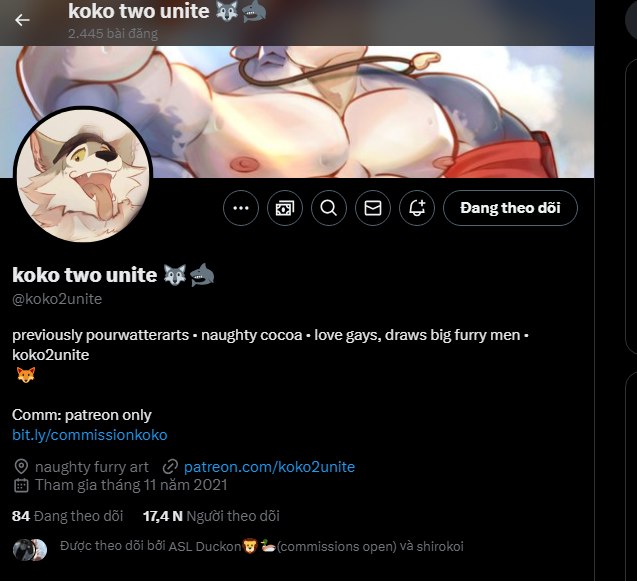 koko two unite 🐺🦈
2.445 bài đăng
Đang theo dõi
koko two unite 🐺🦈
@koko2unite
previously pourwatterarts • naughty cocoa • love gays, draws big furry men •
koko2unite
🦊
Comm: patreon only
bit.ly/commissionkoko
naughty furry art patreon.com/koko2unite
Tham gia tháng 11 năm 2021
84 Đang theo dõi 17,4 N Người theo dõi
Được theo dõi bởi ASL Duckon🦁🦆(commissions open) và shirokoi